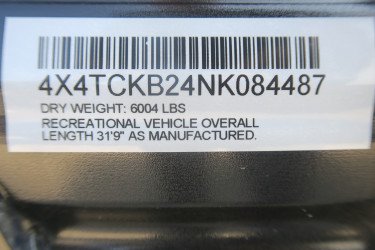 4X4TCKB24NK084487
DRY WEIGHT: 6004 LBS
RECREATIONAL VEHICLE OVERALL
LENGTH 31'9" AS MANUFACTURED.